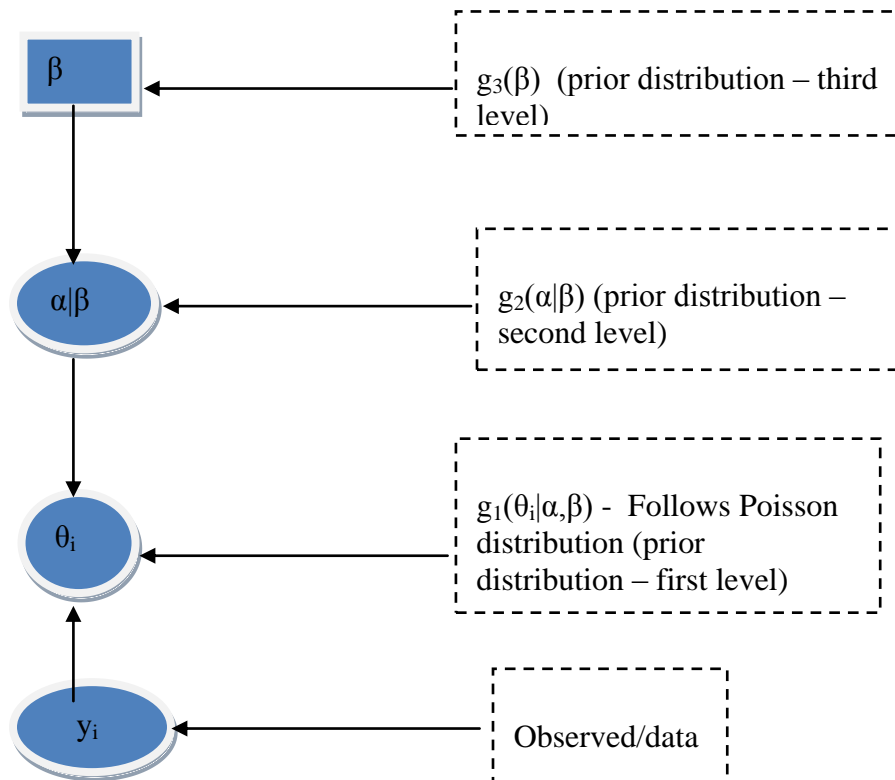 β
g₃(β) (prior distribution – third
level)
α|β
g₂(α|β) (prior distribution –
second level)
θᵢ
g₁(θᵢ|α,β) - Follows Poisson
distribution (prior
distribution – first level)
yᵢ
Observed/data